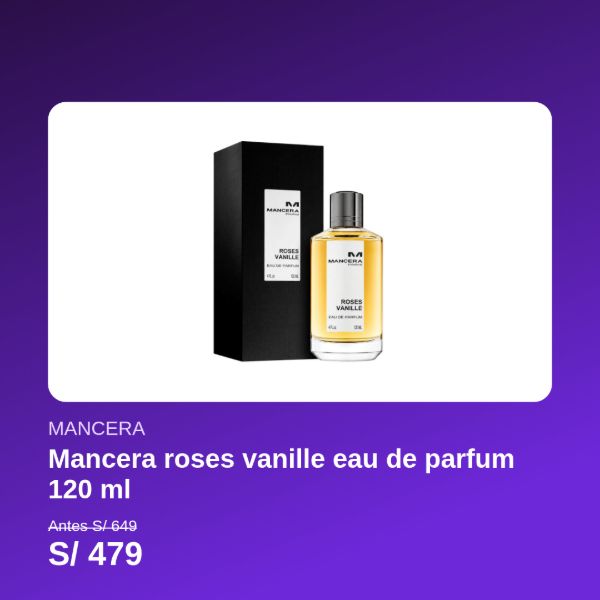 MANCERA
ROSES
VANILLE
EAU DE PARFUM
MANCERA
ROSES
VANILLE
EAU DE PARFUM
MANCERA
Mancera roses vanille eau de parfum
120 ml
Antes S/ 649
S/ 479